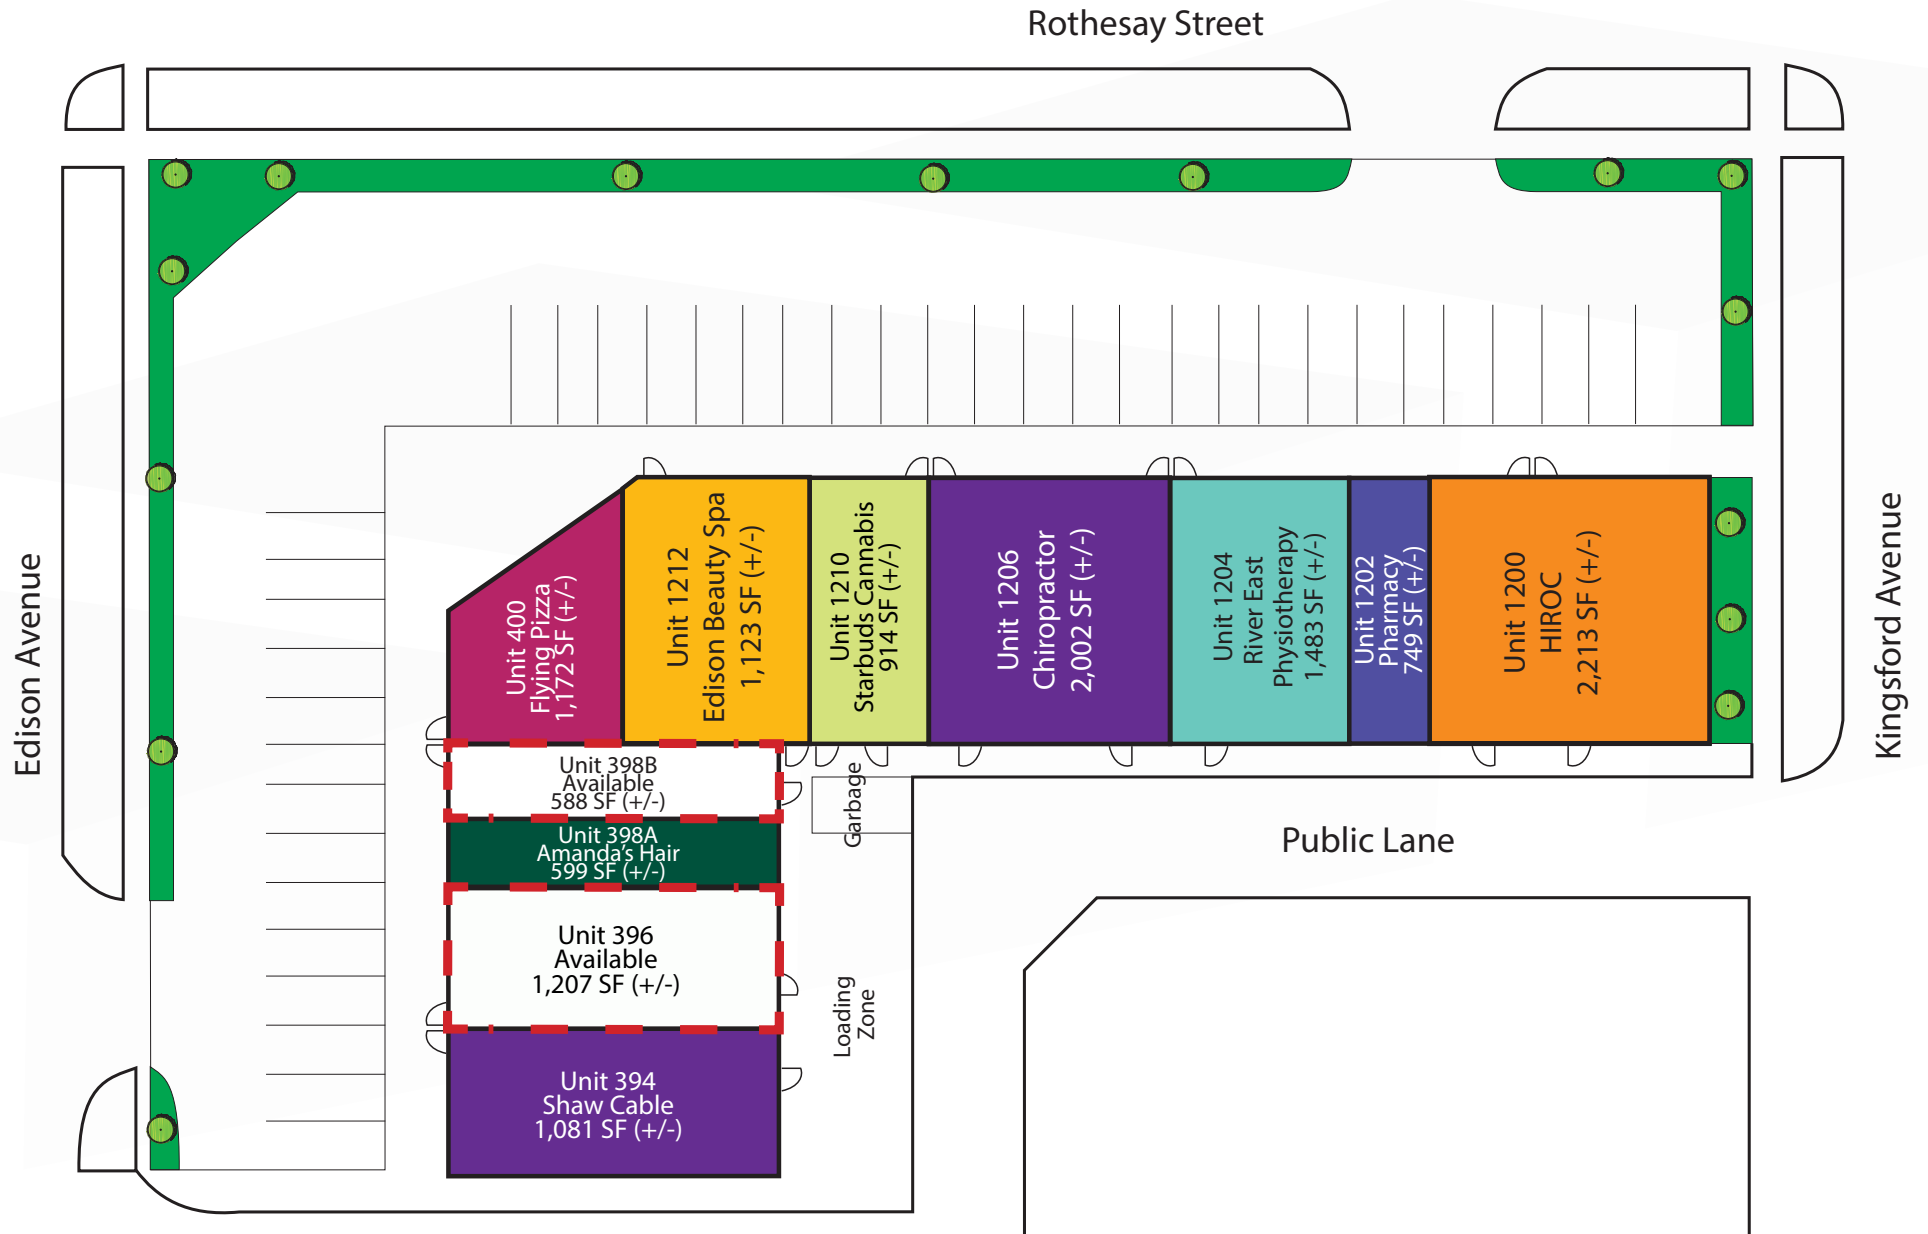 Rothesay Street
Edison Avenue
Kingsford Avenue
Unit 400
Flying Pizza
1,172 SF (+/-)
Unit 1212
Edison Beauty Spa
1,123 SF (+/-)
Unit 1210
Starbuds Cannabis
914 SF (+/-)
Unit 1206
Chiropractor
2,002 SF (+/-)
Unit 1204
River East
Physiotherapy
1,483 SF (+/-)
Unit 1202
Pharmacy
749 SF (+/-)
Unit 1200
HIROC
2,213 SF (+/-)
Unit 398B
Available
588 SF (+/-)
Unit 398A
Amanda's Hair
599 SF (+/-)
Unit 396
Available
1,207 SF (+/-)
Unit 394
Shaw Cable
1,081 SF (+/-)
Garbage
Loading
Zone
Public Lane